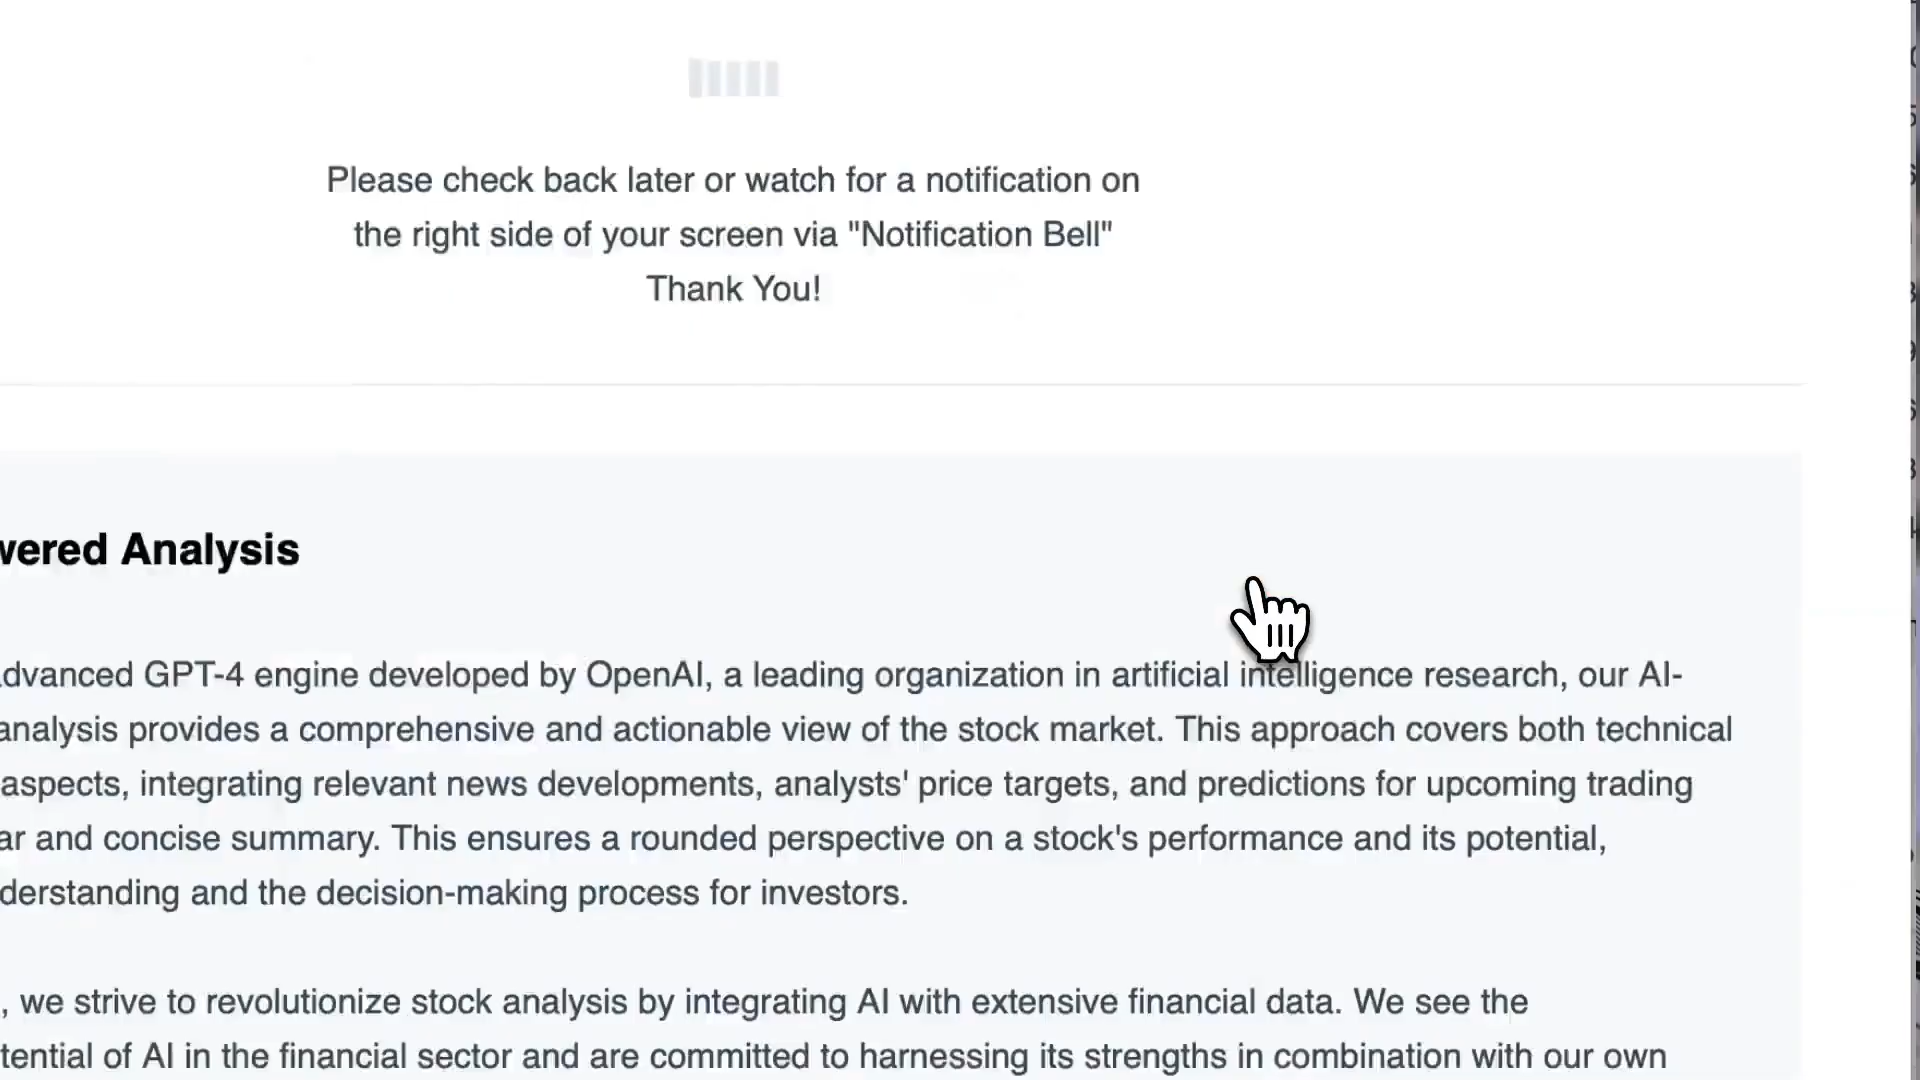 Please check back later or watch for a notification on
the right side of your screen via "Notification Bell"
Thank You!
wered Analysis
dvanced GPT-4 engine developed by OpenAI, a leading organization in artificial intelligence research, our AI-
analysis provides a comprehensive and actionable view of the stock market. This approach covers both technical
aspects, integrating relevant news developments, analysts' price targets, and predictions for upcoming trading
ar and concise summary. This ensures a rounded perspective on a stock's performance and its potential,
derstanding and the decision-making process for investors.
, we strive to revolutionize stock analysis by integrating AI with extensive financial data. We see the
tential of AI in the financial sector and are committed to harnessing its strengths in combination with our own